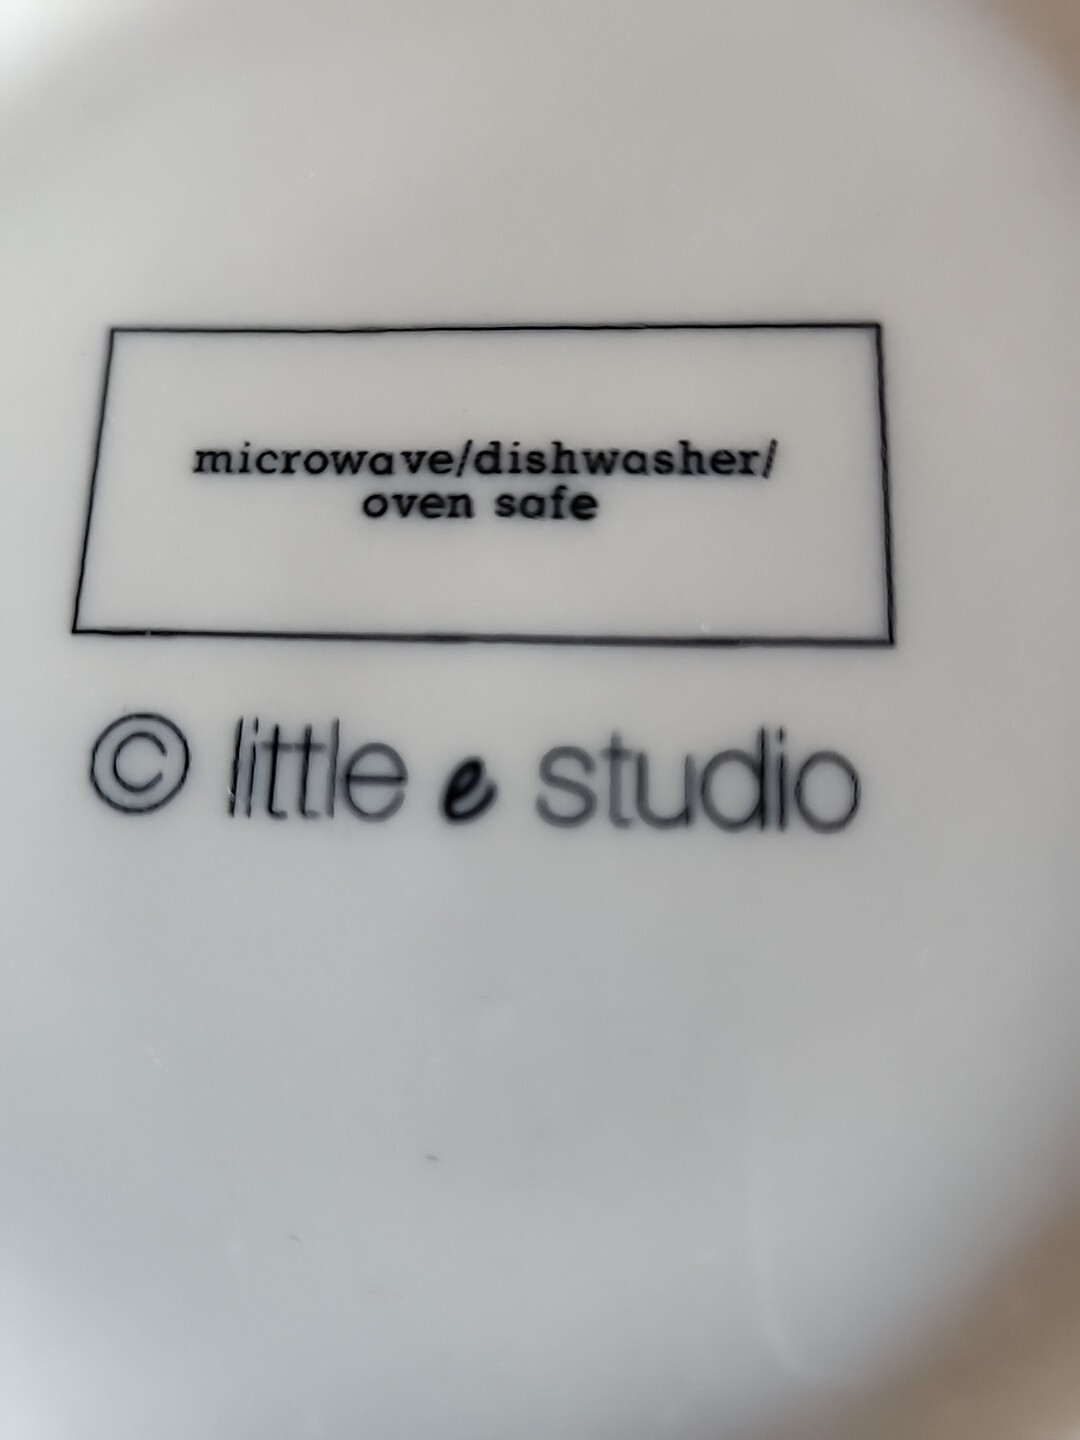 microwave/dishwasher/
oven safe
© little e studio